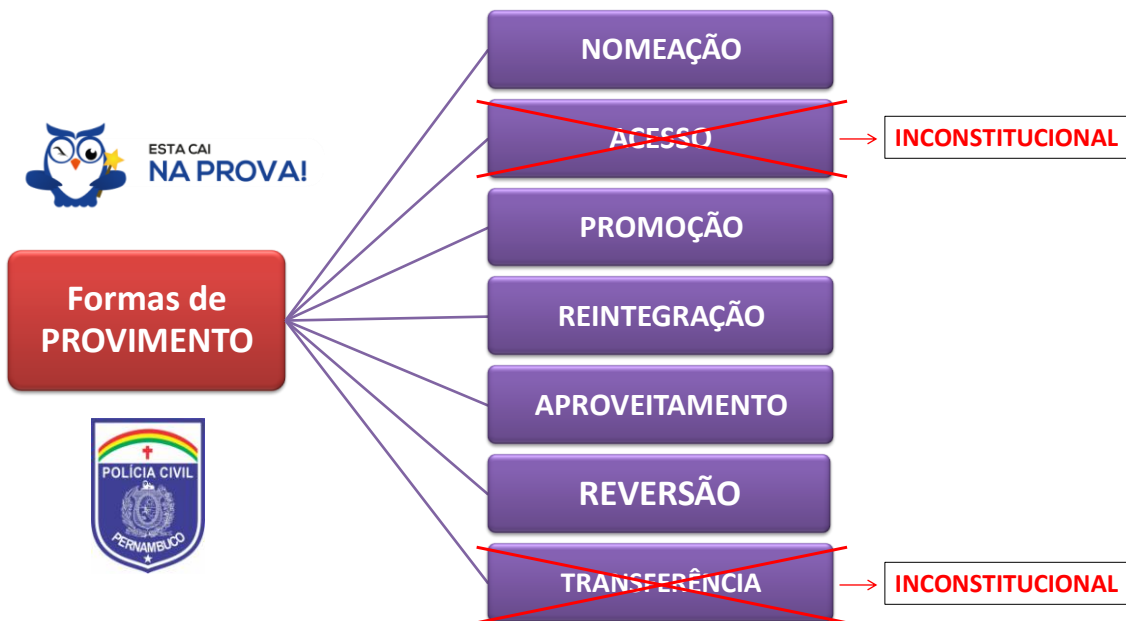 NOMEAÇÃO
ACESSO
INCONSTITUCIONAL
ESTA CAI
NA PROVA!
PROMOÇÃO
Formas de
PROVIMENTO
REINTEGRAÇÃO
APROVEITAMENTO
POLÍCIA CIVIL
PERNAMBUCO
REVERSÃO
TRANSFERÊNCIA
INCONSTITUCIONAL